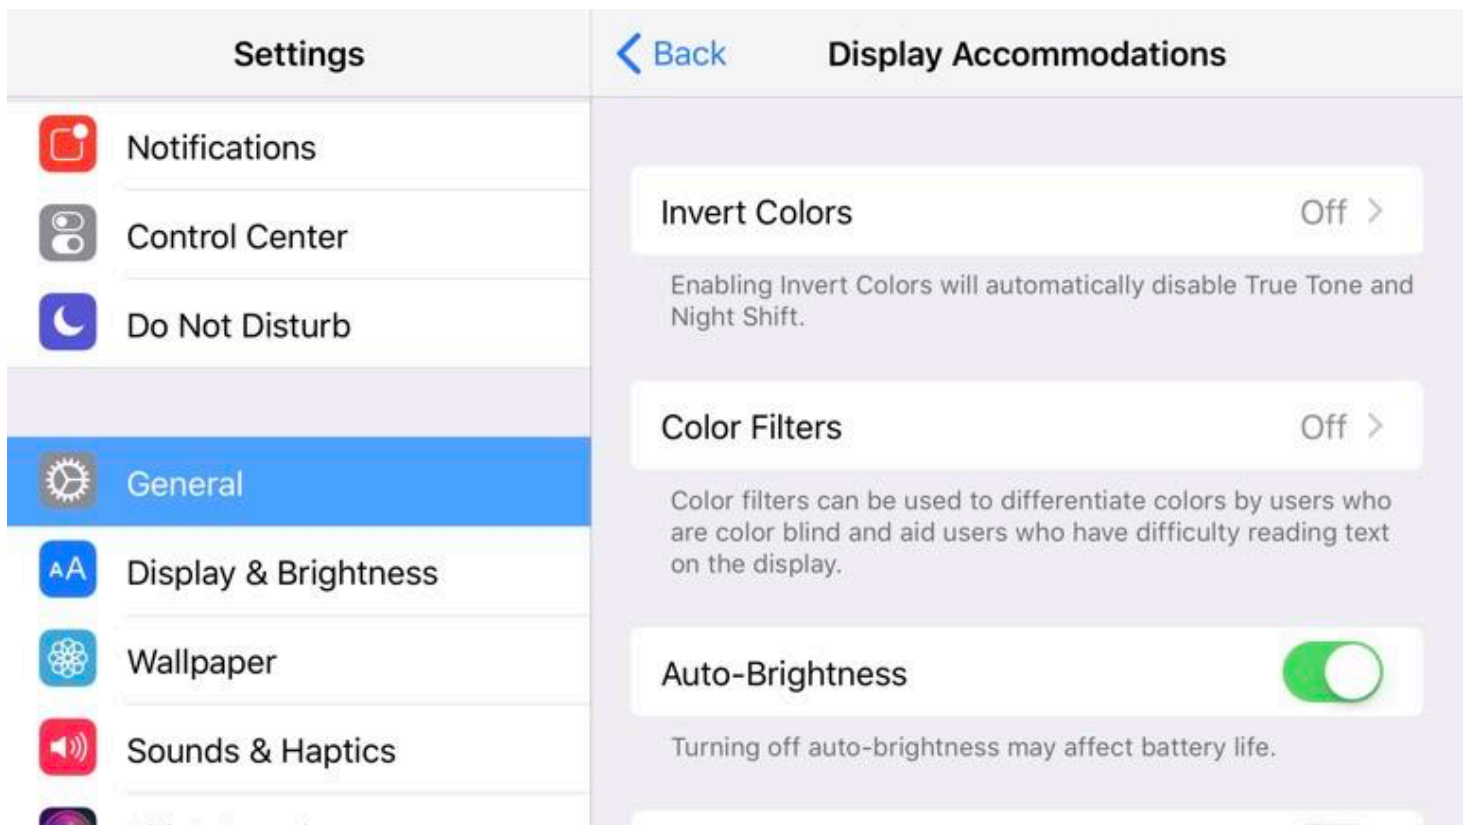 Settings
Notifications
Control Center
Do Not Disturb
General
AA
Display & Brightness
Wallpaper
Sounds & Haptics
Back
Display Accommodations
Invert Colors
Off
Enabling Invert Colors will automatically disable True Tone and
Night Shift.
Color Filters
Off
Color filters can be used to differentiate colors by users who
are color blind and aid users who have difficulty reading text
on the display.
Auto-Brightness
Turning off auto-brightness may affect battery life.